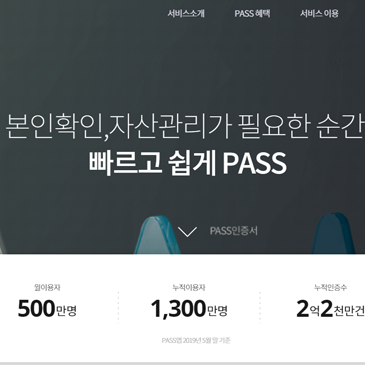 서비스소개 PASS 혜택 서비스 이용
본인확인,자산관리가 필요한 순간
빠르고 쉽게 PASS
PASS인증서
월이용자 누적이용자 누적인증수
500만명 1,300만명 2억2천만건
PASS앱 2019년 5월 말 기준